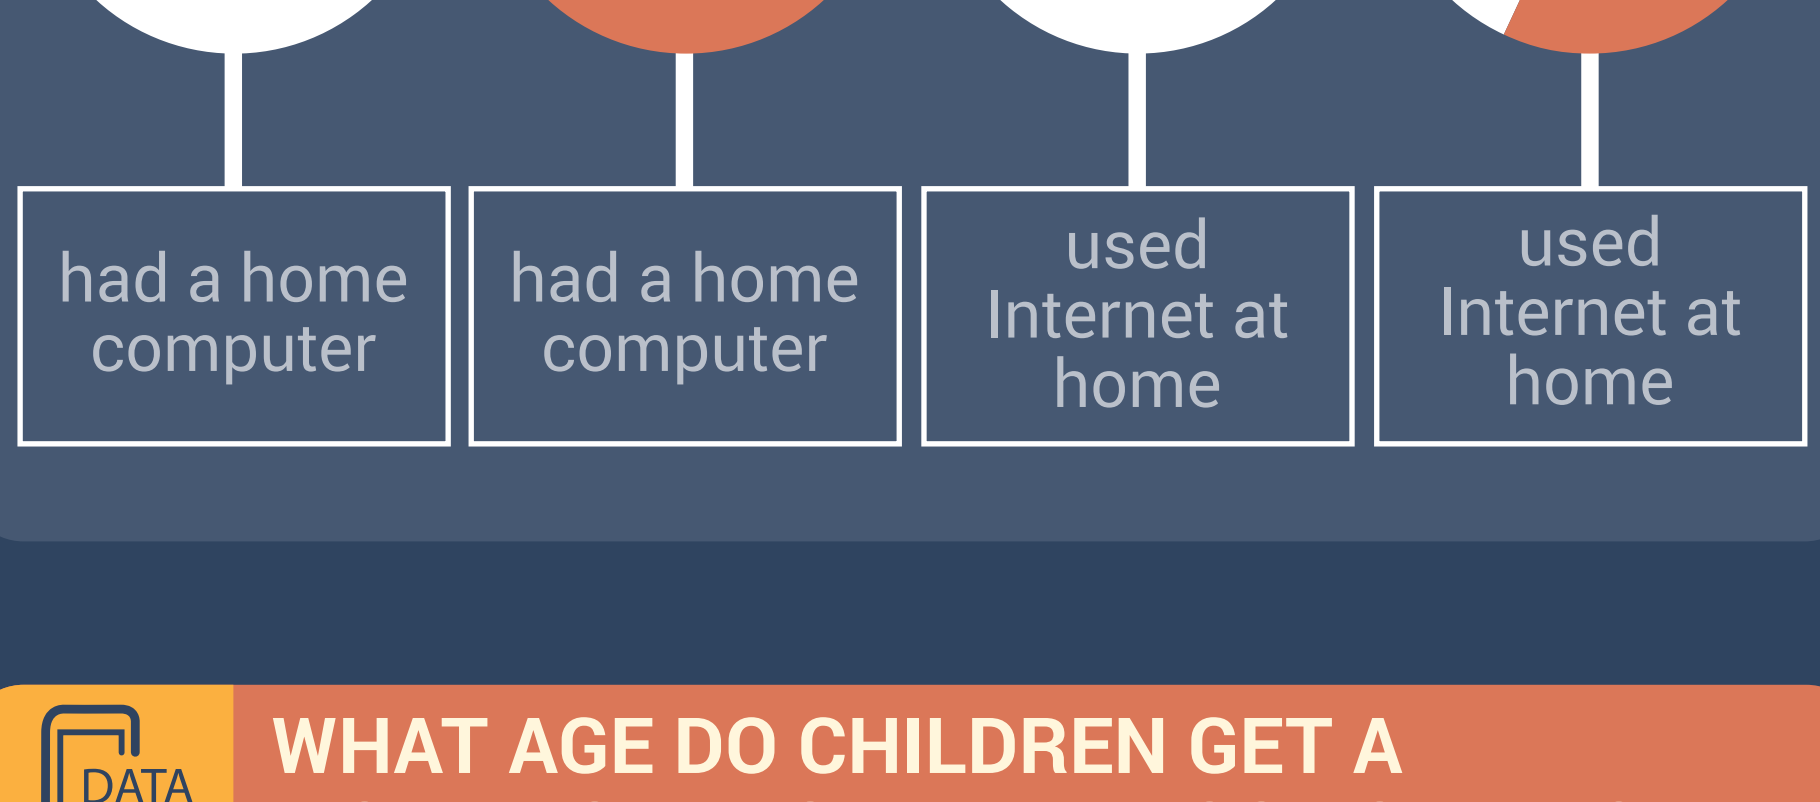 had a home
computer
had a home
computer
used
Internet at
home
used
Internet at
home
DATA
WHAT AGE DO CHILDREN GET A